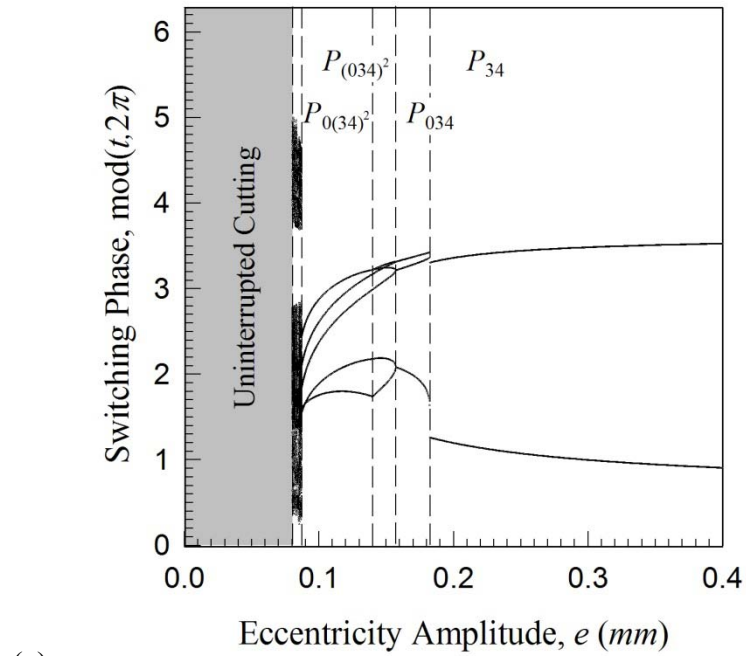 6
5
4
3
2
1
0
Switching Phase, mod(t,2π)
Uninterrupted Cutting
P(034)² P34
P0(34)² P034
0.0 0.1 0.2 0.3 0.4
Eccentricity Amplitude, e (mm)